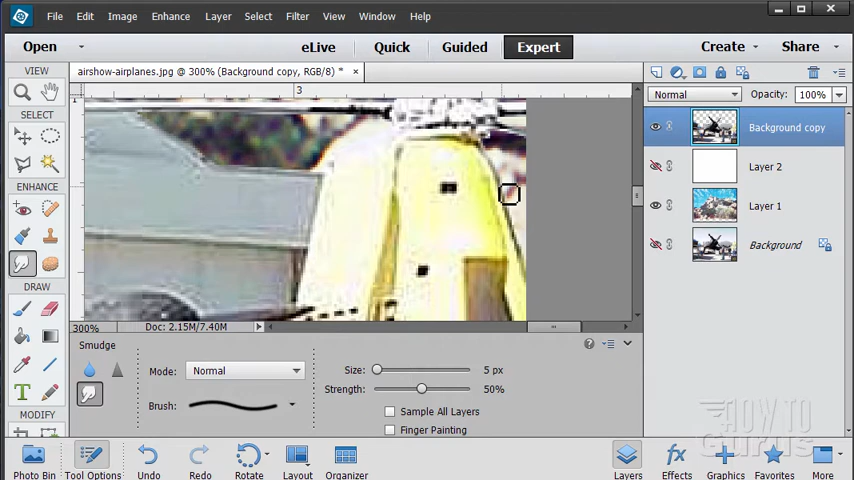 File Edit Image Enhance Layer Select Filter View Window Help
Open eLive Quick Guided Expert Create Share
VIEW
airshow-airplanes.jpg @ 300% (Background copy, RGB/8) *
3
Normal Opacity: 100%
SELECT
Background copy
Layer 2
ENHANCE
Layer 1
Background
DRAW
300% Doc: 2.15M/7.40M
Smudge
Mode: Normal
Size: 5 px
Strength: 50%
Brush:
Sample All Layers
Finger Painting
MODIFY
HOW TO
GURUS
Photo Bin Tool Options Undo Redo Rotate Layout Organizer Layers Effects Graphics Favorites More